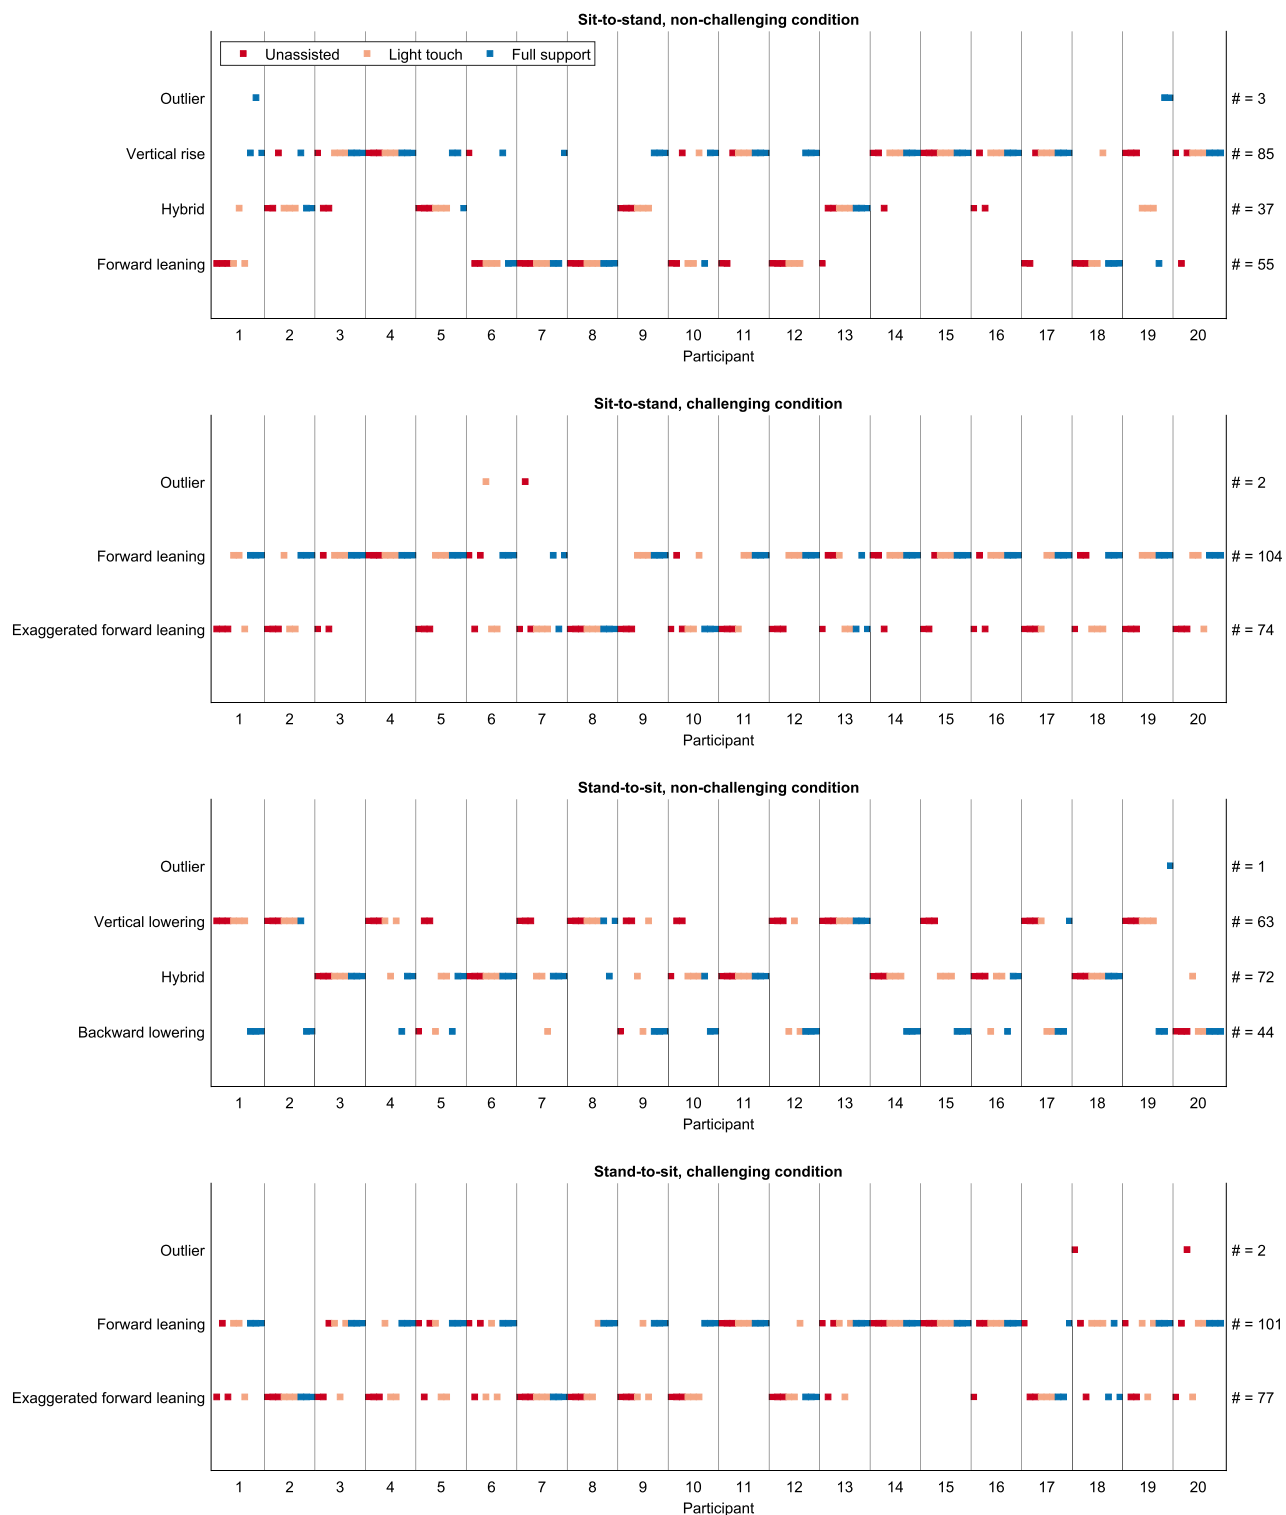 Sit-to-stand, non-challenging condition
Unassisted Light touch Full support
Outlier # = 3
Vertical rise # = 85
Hybrid # = 37
Forward leaning # = 55
1 2 3 4 5 6 7 8 9 10 11 12 13 14 15 16 17 18 19 20
Participant
Sit-to-stand, challenging condition
Outlier # = 2
Forward leaning # = 104
Exaggerated forward leaning # = 74
1 2 3 4 5 6 7 8 9 10 11 12 13 14 15 16 17 18 19 20
Participant
Stand-to-sit, non-challenging condition
Outlier # = 1
Vertical lowering # = 63
Hybrid # = 72
Backward lowering # = 44
1 2 3 4 5 6 7 8 9 10 11 12 13 14 15 16 17 18 19 20
Participant
Stand-to-sit, challenging condition
Outlier # = 2
Forward leaning # = 101
Exaggerated forward leaning # = 77
1 2 3 4 5 6 7 8 9 10 11 12 13 14 15 16 17 18 19 20
Participant